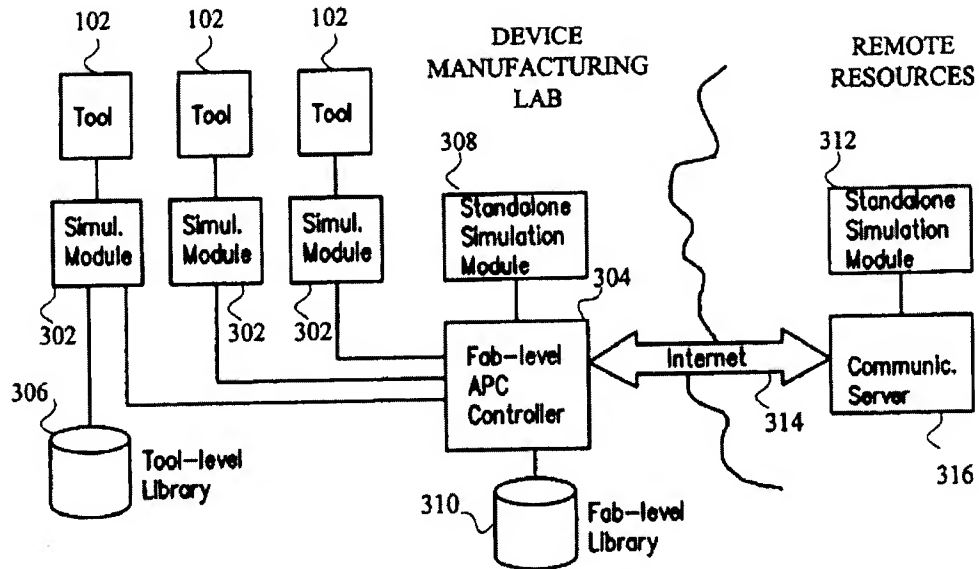 102
102
102
DEVICE
MANUFACTURING
LAB
REMOTE
RESOURCES
Tool
Tool
Tool
308
312
Simul.
Module
Simul.
Module
Simul.
Module
Standalone
Simulation
Module
Standalone
Simulation
Module
302
302
302
304
Fab-level
APC
Controller
Internet
314
Communic.
Server
316
306
Tool-level
Library
310
Fab-level
Library